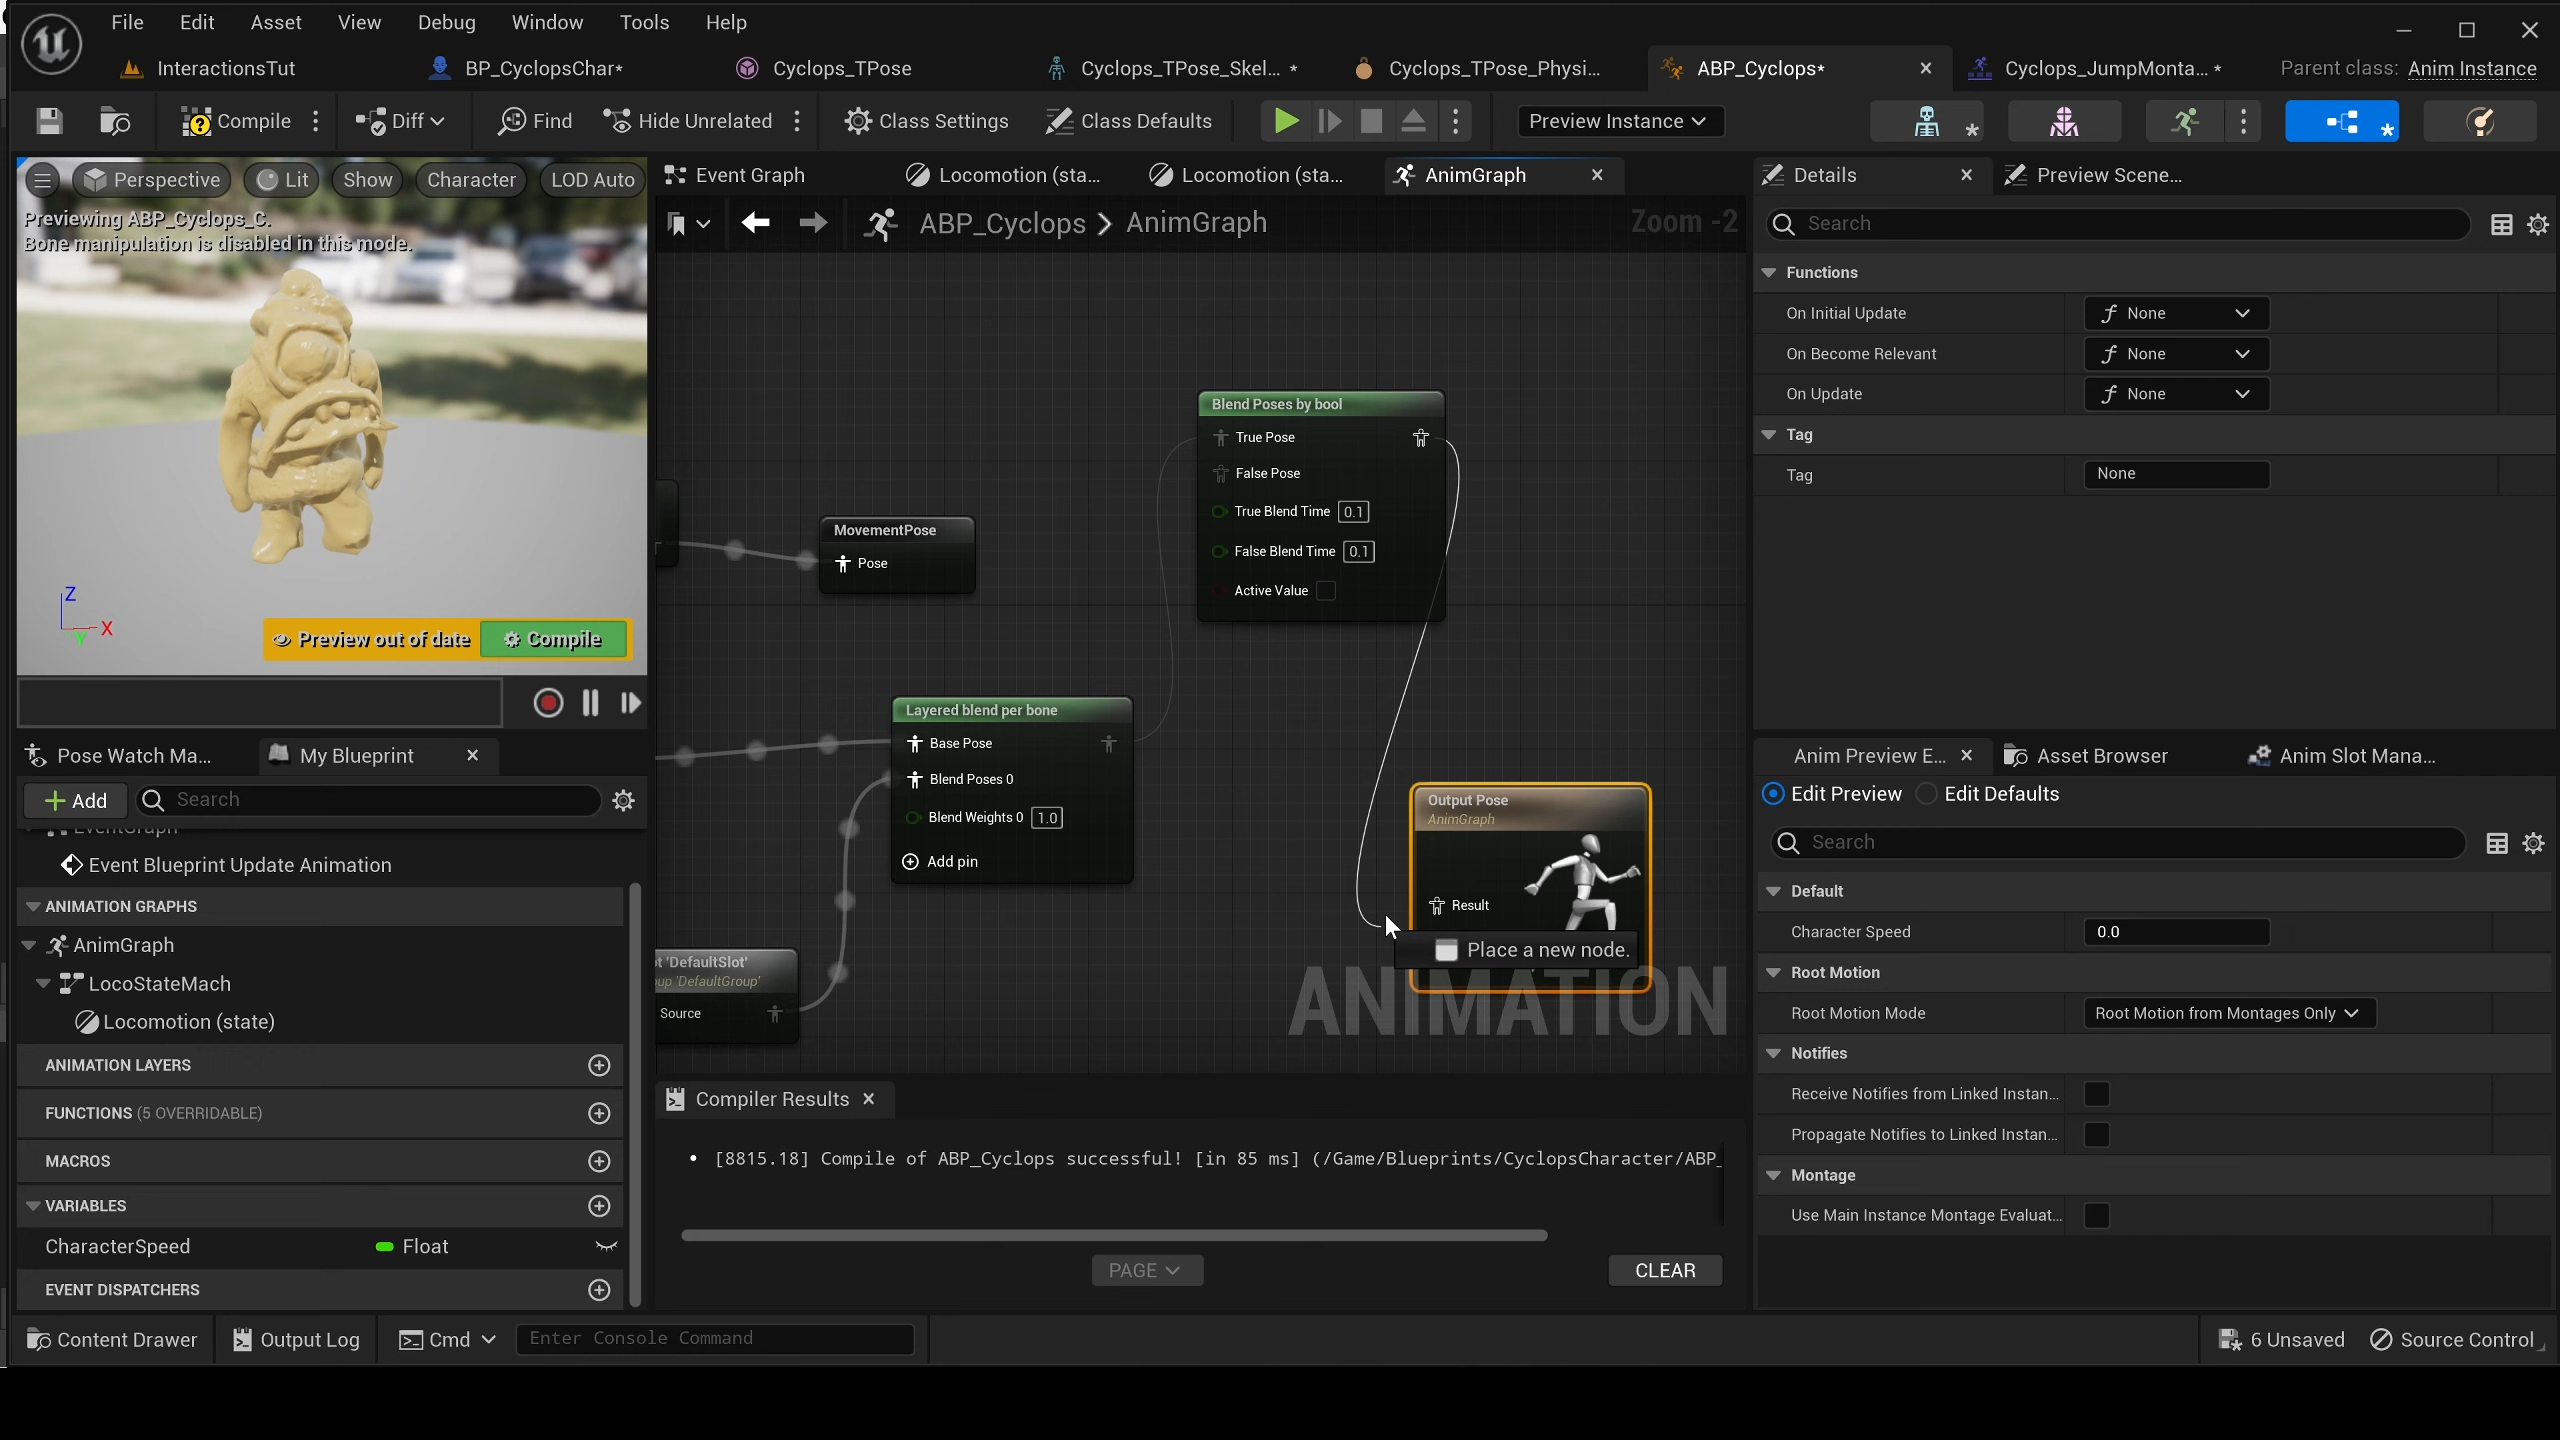 File Edit Asset View Debug Window Tools Help
InteractionsTut BP_CyclopsChar* Cyclops_TPose Cyclops_TPose_Skel... * Cyclops_TPose_Physi... ABP_Cyclops* Cyclops_JumpMonta... * Parent class: Anim Instance
Compile Diff Find Hide Unrelated Class Settings Class Defaults Preview Instance
Perspective Lit Show Character LOD Auto
Previewing ABP_Cyclops_C.
Bone manipulation is disabled in this mode.
Z
X
Y
Preview out of date Compile
Event Graph Locomotion (sta... Locomotion (sta... AnimGraph
ABP_Cyclops > AnimGraph Zoom -2
Blend Poses by bool
True Pose
False Pose
True Blend Time 0.1
False Blend Time 0.1
Active Value
MovementPose
Pose
Layered blend per bone
Base Pose
Blend Poses 0
Blend Weights 0 1.0
Add pin
t 'DefaultSlot'
oup 'DefaultGroup'
Source
Output Pose
AnimGraph
Result
Place a new node.
ANIMATION
Pose Watch Ma... My Blueprint
Add Search
EventGraph
Event Blueprint Update Animation
ANIMATION GRAPHS
AnimGraph
LocoStateMach
Locomotion (state)
ANIMATION LAYERS
FUNCTIONS (5 OVERRIDABLE)
MACROS
VARIABLES
CharacterSpeed Float
EVENT DISPATCHERS
Compiler Results
[8815.18] Compile of ABP_Cyclops successful! [in 85 ms] (/Game/Blueprints/CyclopsCharacter/ABP_
PAGE CLEAR
Details Preview Scene...
Search
Functions
On Initial Update None
On Become Relevant None
On Update None
Tag
Tag None
Anim Preview E... Asset Browser Anim Slot Mana...
Edit Preview Edit Defaults
Search
Default
Character Speed 0.0
Root Motion
Root Motion Mode Root Motion from Montages Only
Notifies
Receive Notifies from Linked Instan...
Propagate Notifies to Linked Instan...
Montage
Use Main Instance Montage Evaluat...
Content Drawer Output Log Cmd Enter Console Command 6 Unsaved Source Control